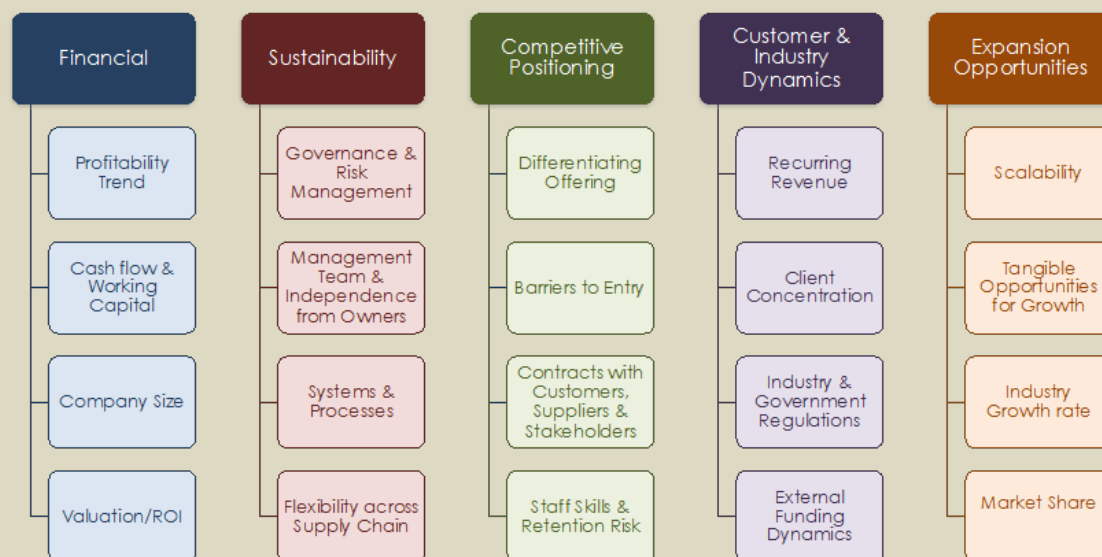 Financial
Profitability
Trend
Cash flow &
Working
Capital
Company Size
Valuation/ROI
Sustainability
Governance &
Risk
Management
Management
Team &
Independence
from Owners
Systems &
Processes
Flexibility across
Supply Chain
Competitive
Positioning
Differentiating
Offering
Barriers to Entry
Contracts with
Customers,
Suppliers &
Stakeholders
Staff Skills &
Retention Risk
Customer &
Industry
Dynamics
Recurring
Revenue
Client
Concentration
Industry &
Government
Regulations
External
Funding
Dynamics
Expansion
Opportunities
Scalability
Tangible
Opportunities
for Growth
Industry
Growth rate
Market Share